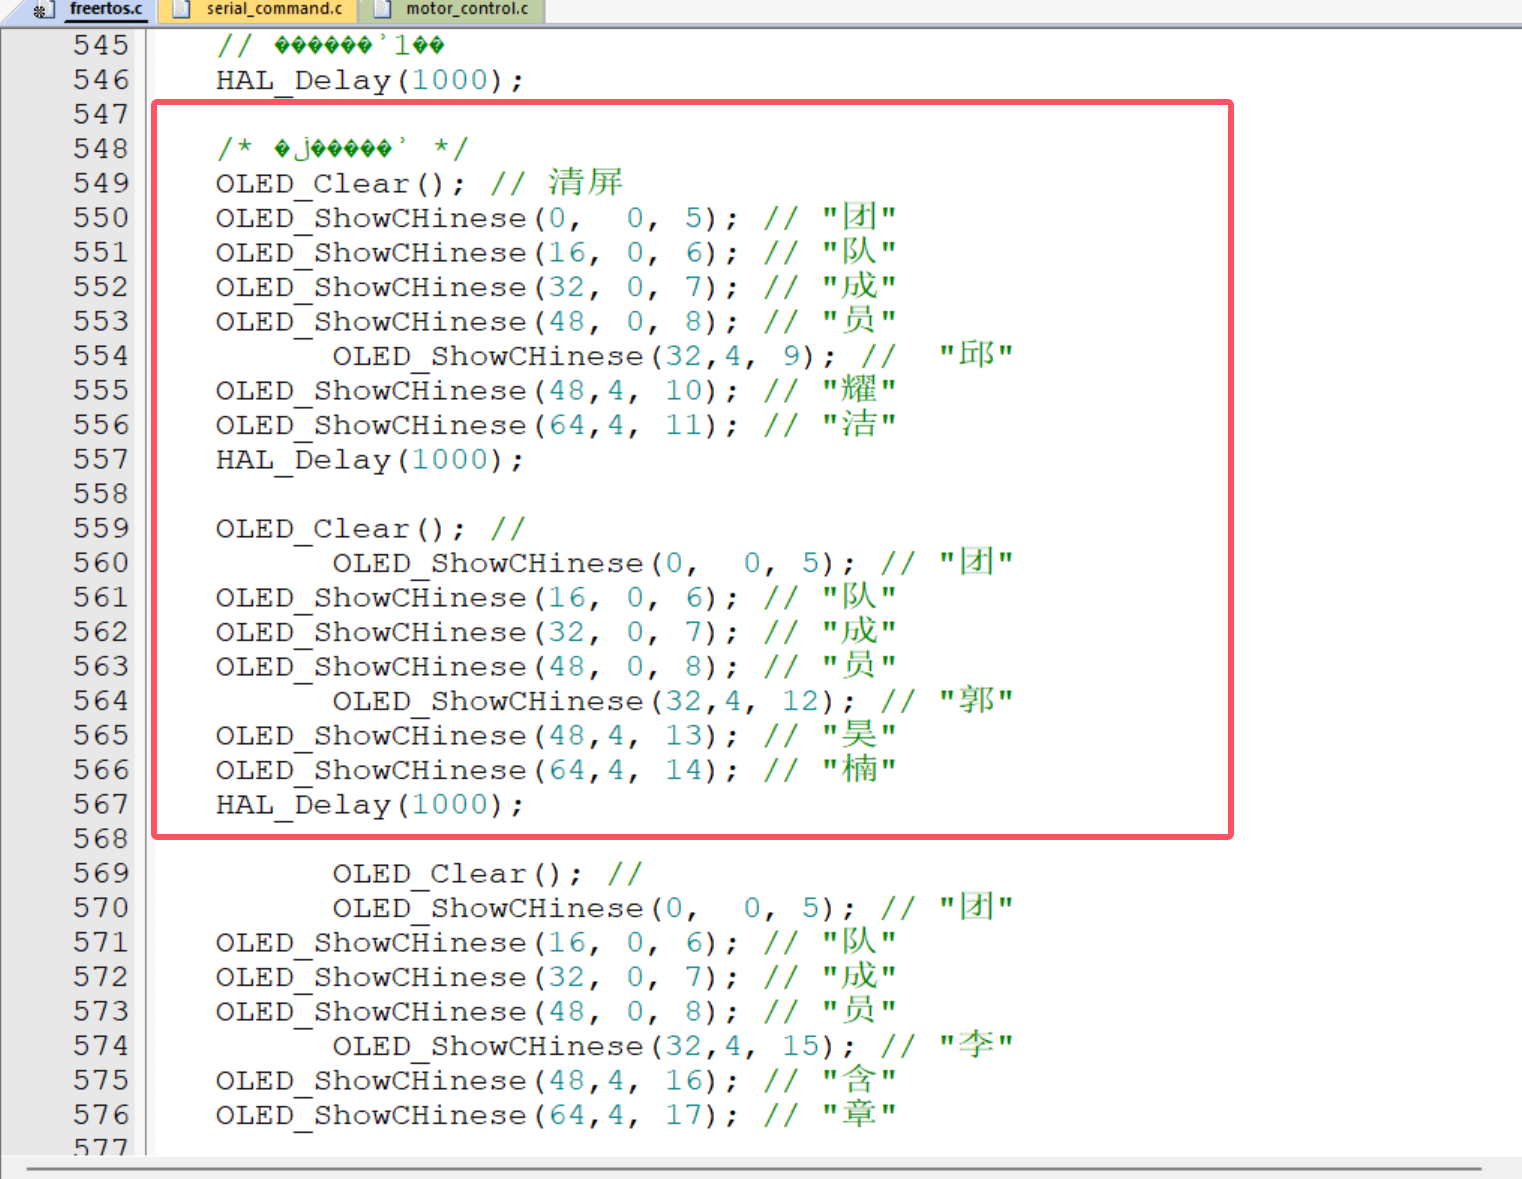 freertos.c serial_command.c motor_control.c
545 // ������˒1��
546 HAL_Delay(1000);
547
548 /* �ڶ�����˒ */
549 OLED_Clear(); // 清屏
550 OLED_ShowCHinese(0,  0, 5); // "团"
551 OLED_ShowCHinese(16, 0, 6); // "队"
552 OLED_ShowCHinese(32, 0, 7); // "成"
553 OLED_ShowCHinese(48, 0, 8); // "员"
554 OLED_ShowCHinese(32,4, 9); //  "邱"
555 OLED_ShowCHinese(48,4, 10); // "耀"
556 OLED_ShowCHinese(64,4, 11); // "洁"
557 HAL_Delay(1000);
558
559 OLED_Clear(); //
560 OLED_ShowCHinese(0,  0, 5); // "团"
561 OLED_ShowCHinese(16, 0, 6); // "队"
562 OLED_ShowCHinese(32, 0, 7); // "成"
563 OLED_ShowCHinese(48, 0, 8); // "员"
564 OLED_ShowCHinese(32,4, 12); // "郭"
565 OLED_ShowCHinese(48,4, 13); // "昊"
566 OLED_ShowCHinese(64,4, 14); // "楠"
567 HAL_Delay(1000);
568
569 OLED_Clear(); //
570 OLED_ShowCHinese(0,  0, 5); // "团"
571 OLED_ShowCHinese(16, 0, 6); // "队"
572 OLED_ShowCHinese(32, 0, 7); // "成"
573 OLED_ShowCHinese(48, 0, 8); // "员"
574 OLED_ShowCHinese(32,4, 15); // "李"
575 OLED_ShowCHinese(48,4, 16); // "含"
576 OLED_ShowCHinese(64,4, 17); // "章"
577